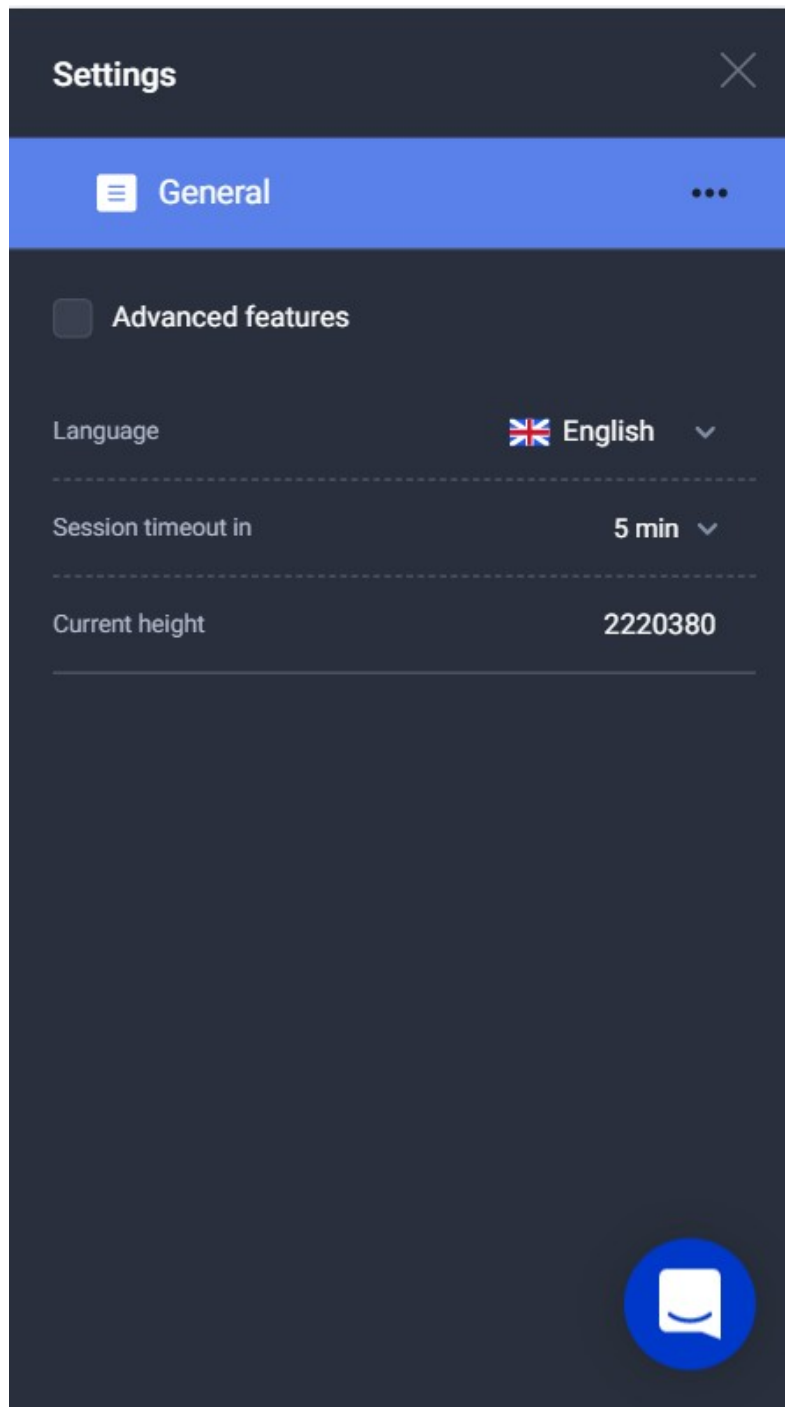 Settings
General
Advanced features
Language English
Session timeout in 5 min
Current height 2220380